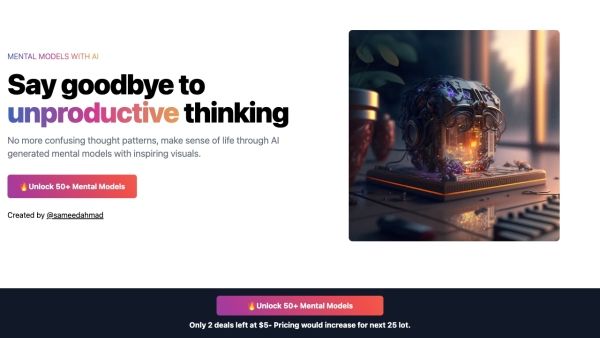 MENTAL MODELS WITH AI
Say goodbye to
unproductive thinking
No more confusing thought patterns, make sense of life through AI
generated mental models with inspiring visuals.
🔥Unlock 50+ Mental Models
Created by @sameedahmad
🔥Unlock 50+ Mental Models
Only 2 deals left at $5- Pricing would increase for next 25 lot.